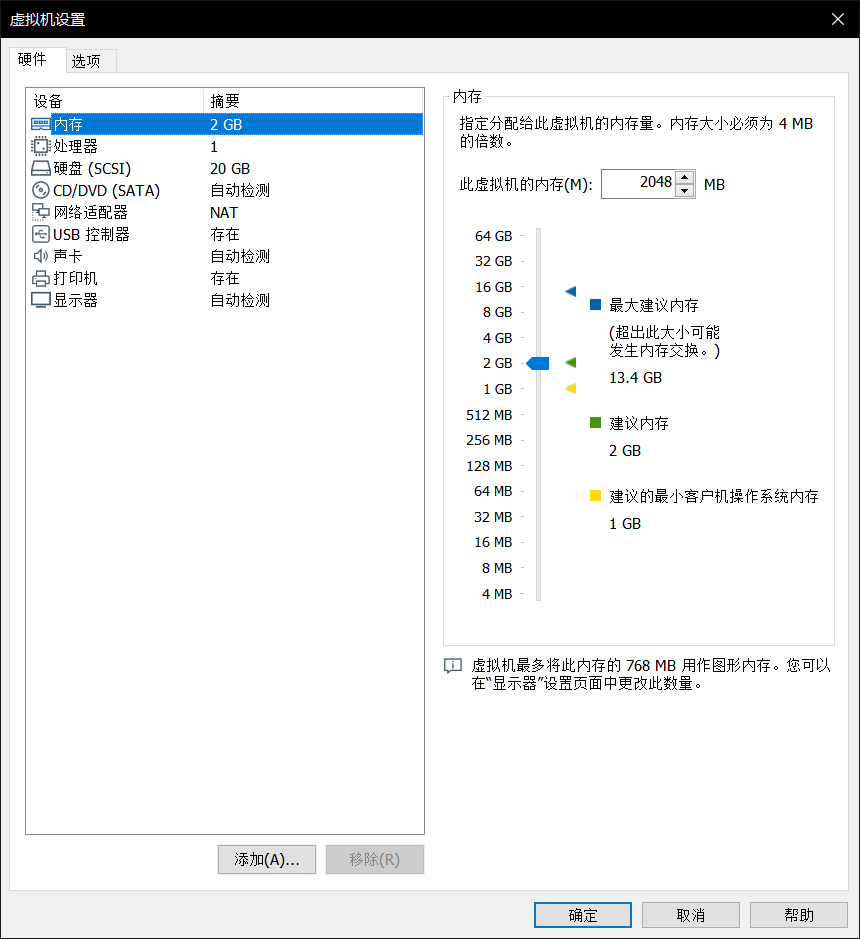 虚拟机设置
硬件
选项
设备 摘要
内存 2 GB
处理器 1
硬盘 (SCSI) 20 GB
CD/DVD (SATA) 自动检测
网络适配器 NAT
USB 控制器 存在
声卡 自动检测
打印机 存在
显示器 自动检测
添加(A)...
移除(R)
内存
指定分配给此虚拟机的内存量。内存大小必须为 4 MB
的倍数。
此虚拟机的内存(M): 2048 MB
64 GB
32 GB
16 GB
8 GB
4 GB
2 GB
1 GB
512 MB
256 MB
128 MB
64 MB
32 MB
16 MB
8 MB
4 MB
最大建议内存
(超出此大小可能
发生内存交换。)
13.4 GB
建议内存
2 GB
建议的最小客户机操作系统内存
1 GB
虚拟机最多将此内存的 768 MB 用作图形内存。您可以
在“显示器”设置页面中更改此数量。
确定
取消
帮助